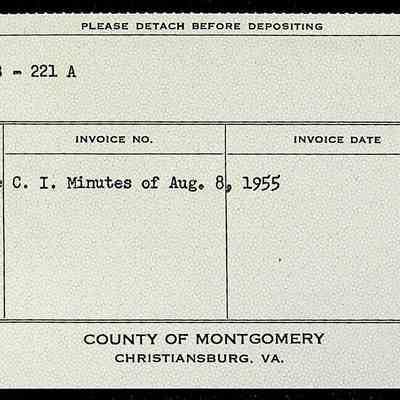 PLEASE DETACH BEFORE DEPOSITING
- 221 A
INVOICE NO.
INVOICE DATE
C. I. Minutes of Aug. 8, 1955
COUNTY OF MONTGOMERY
CHRISTIANSBURG, VA.